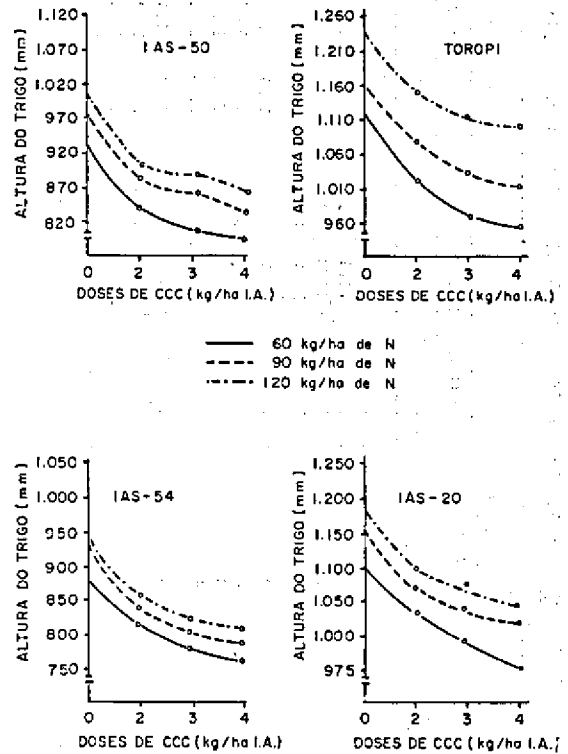 IAS-50
ALTURA DO TRIGO (mm)
1.120
1.070
1.020
970
920
870
820
0 2 3 4
DOSES DE CCC (kg/ha I.A.)
TOROPI
ALTURA DO TRIGO (mm)
1.260
1.210
1.160
1.110
1.060
1.010
960
0 2 3 4
DOSES DE CCC (kg/ha I.A.)
60 kg/ha de N
90 kg/ha de N
120 kg/ha de N
IAS-54
ALTURA DO TRIGO (mm)
1.050
1.000
950
900
850
800
750
0 2 3 4
DOSES DE CCC (kg/ha I.A.)
IAS-20
ALTURA DO TRIGO (mm)
1.250
1.200
1.150
1.100
1.050
1.000
975
0 2 3 4
DOSES DE CCC (kg/ha I.A.)